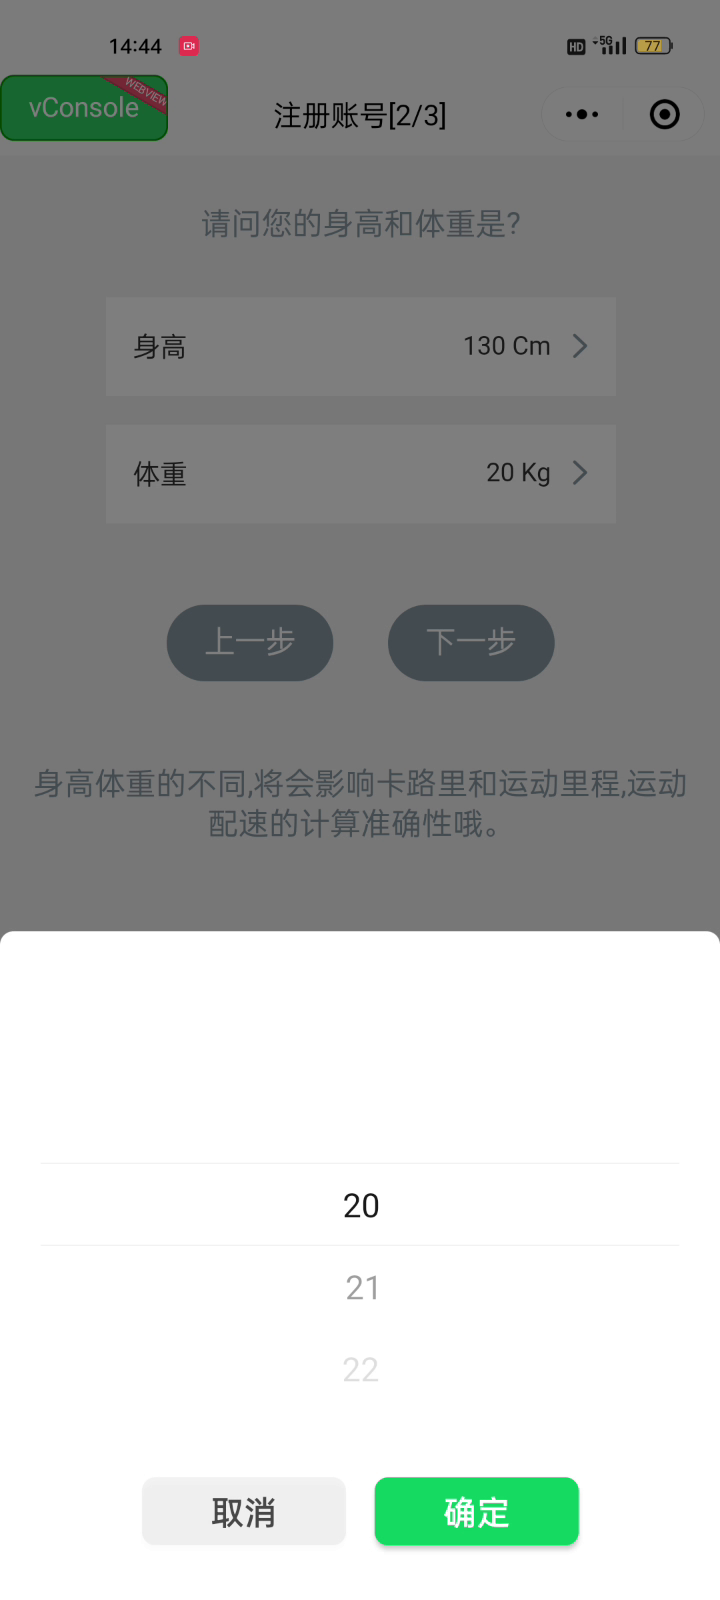 14:44
HD 5G 77
vConsole
WEBVIEW
注册账号[2/3]
请问您的身高和体重是?
身高 130 Cm
体重 20 Kg
上一步 下一步
身高体重的不同,将会影响卡路里和运动里程,运动
配速的计算准确性哦。
20
21
22
取消 确定